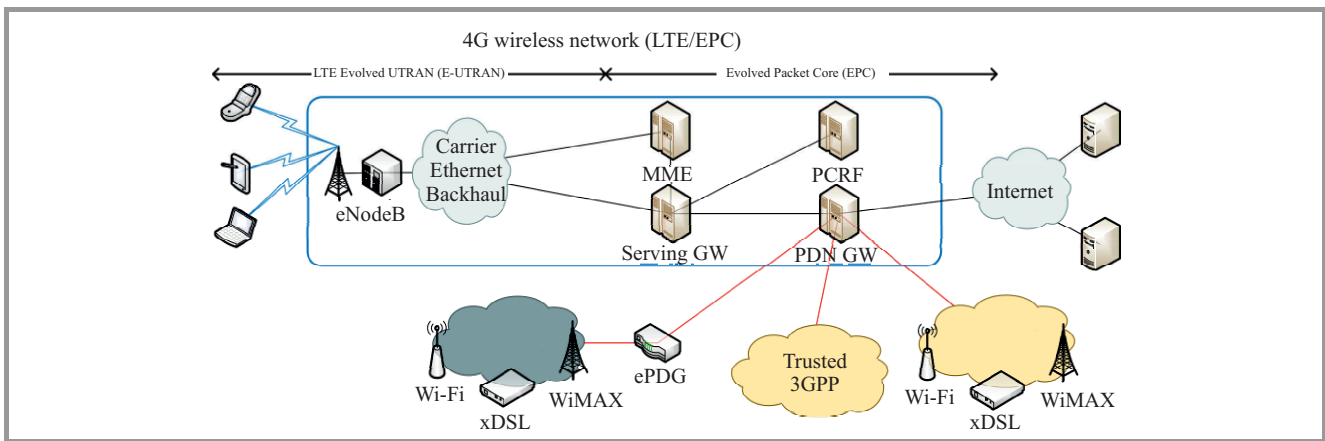 4G wireless network (LTE/EPC)
LTE Evolved UTRAN (E-UTRAN)
Evolved Packet Core (EPC)
Carrier
Ethernet
Backhaul
eNodeB
MME
PCRF
Internet
Serving GW
PDN GW
Wi-Fi
xDSL
WiMAX
ePDG
Trusted
3GPP
Wi-Fi
xDSL
WiMAX